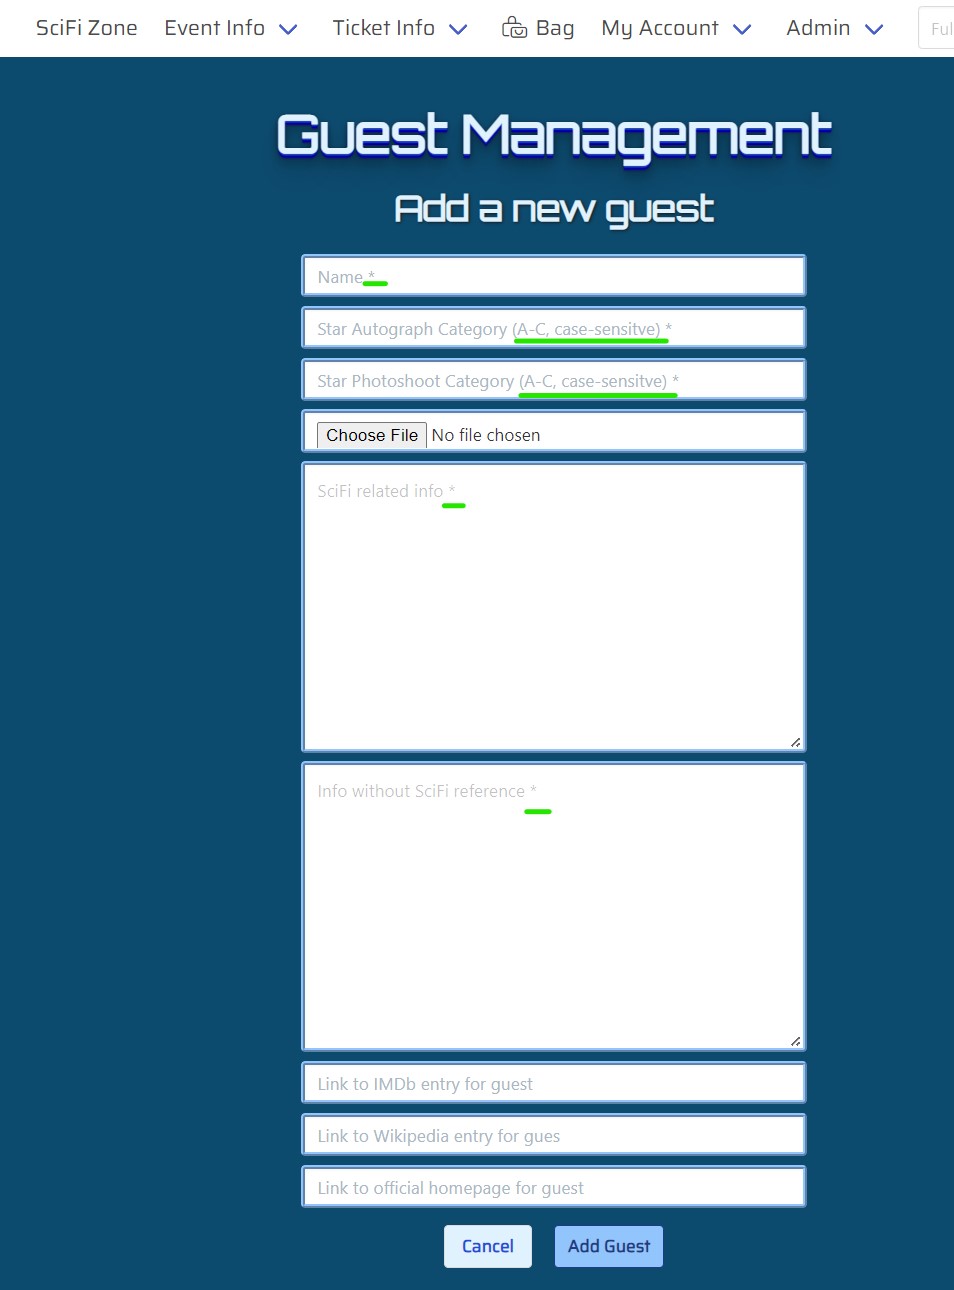 SciFi Zone Event Info Ticket Info Bag My Account Admin Ful
Guest Management
Add a new guest
Name *
Star Autograph Category (A-C, case-sensitve) *
Star Photoshoot Category (A-C, case-sensitve) *
Choose File No file chosen
SciFi related info *
Info without SciFi reference *
Link to IMDb entry for guest
Link to Wikipedia entry for gues
Link to official homepage for guest
Cancel Add Guest